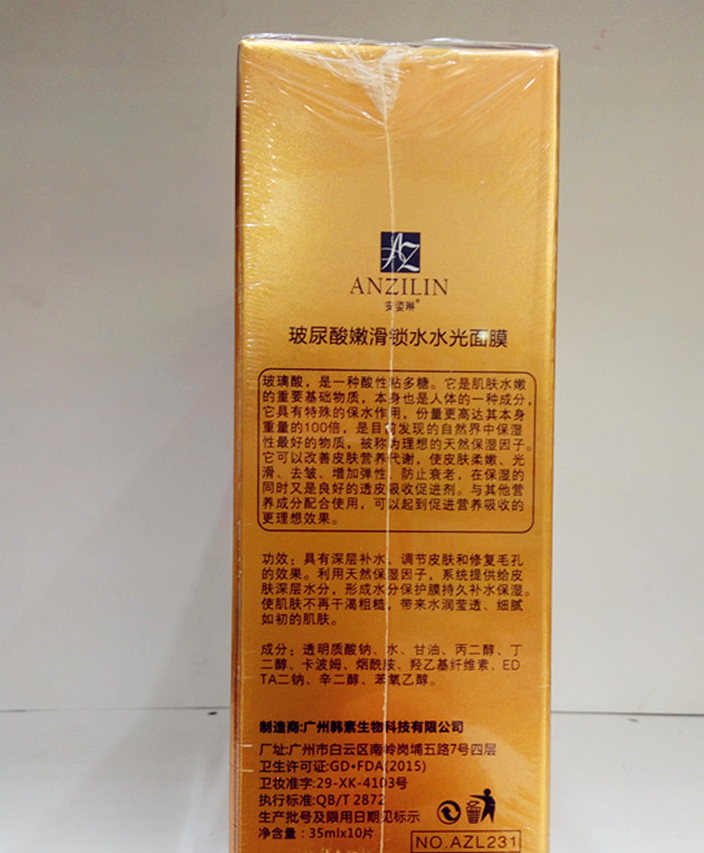 AZ
ANZILIN
安姿琳®
玻尿酸嫩滑锁水水光面膜
玻璃酸，是一种酸性粘多糖。它是肌肤水嫩
的重要基础物质，本身也是人体的一种成分，
它具有特殊的保水作用，份量更高达其本身
重量的100倍，是目前发现的自然界中保湿
性最好的物质，被称为理想的天然保湿因子。
它可以改善皮肤营养代谢，使皮肤柔嫩、光
滑、去皱、增加弹性、防止衰老，在保湿的
同时又是良好的透皮吸收促进剂。与其他营
养成分配合使用，可以起到促进营养吸收的
更理想效果。
功效：具有深层补水、调节皮肤和修复毛孔
的效果。利用天然保湿因子，系统提供给皮
肤深层水分，形成水分保护膜持久补水保湿。
使肌肤不再干渴粗糙，带来水润莹透、细腻
如初的肌肤。
成分：透明质酸钠、水、甘油、丙二醇、丁
二醇、卡波姆、烟酰胺、羟乙基纤维素、ED
TA二钠、辛二醇、苯氧乙醇。
制造商:广州韩素生物科技有限公司
厂址:广州市白云区南岭岗埔五路7号四层
卫生许可证:GD•FDA(2015)
卫妆准字:29-XK-4103号
执行标准:QB/T 2872
生产批号及限用日期见标示
净含量：35mlx10片
NO.AZL231